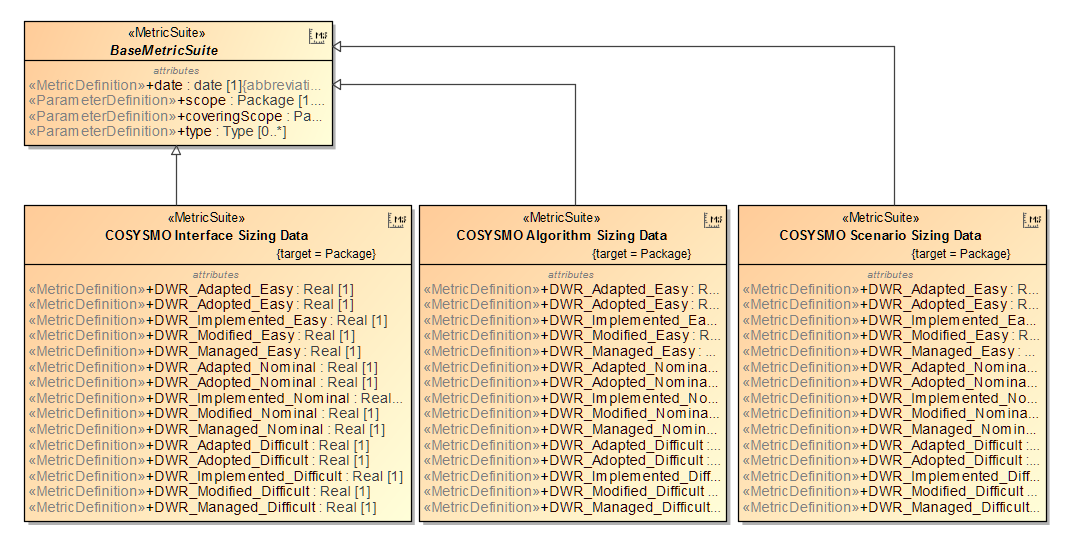 «MetricSuite»
BaseMetricSuite
attributes
«MetricDefinition»+date : date [1]{abbreviati...
«ParameterDefinition»+scope : Package [1....
«ParameterDefinition»+coveringScope : Pa...
«ParameterDefinition»+type : Type [0..*]
«MetricSuite»
COSYSMO Interface Sizing Data
{target = Package}
attributes
«MetricDefinition»+DWR_Adapted_Easy : Real [1]
«MetricDefinition»+DWR_Adopted_Easy : Real [1]
«MetricDefinition»+DWR_Implemented_Easy : Real [1]
«MetricDefinition»+DWR_Modified_Easy : Real [1]
«MetricDefinition»+DWR_Managed_Easy : Real [1]
«MetricDefinition»+DWR_Adapted_Nominal : Real [1]
«MetricDefinition»+DWR_Adopted_Nominal : Real [1]
«MetricDefinition»+DWR_Implemented_Nominal : Real...
«MetricDefinition»+DWR_Modified_Nominal : Real [1]
«MetricDefinition»+DWR_Managed_Nominal : Real [1]
«MetricDefinition»+DWR_Adapted_Difficult : Real [1]
«MetricDefinition»+DWR_Adopted_Difficult : Real [1]
«MetricDefinition»+DWR_Implemented_Difficult : Real [1]
«MetricDefinition»+DWR_Modified_Difficult : Real [1]
«MetricDefinition»+DWR_Managed_Difficult : Real [1]
«MetricSuite»
COSYSMO Algorithm Sizing Data
{target = Package}
attributes
«MetricDefinition»+DWR_Adapted_Easy : R...
«MetricDefinition»+DWR_Adopted_Easy : R...
«MetricDefinition»+DWR_Implemented_Ea...
«MetricDefinition»+DWR_Modified_Easy : R...
«MetricDefinition»+DWR_Managed_Easy : ...
«MetricDefinition»+DWR_Adapted_Nomina...
«MetricDefinition»+DWR_Adopted_Nomina...
«MetricDefinition»+DWR_Implemented_No...
«MetricDefinition»+DWR_Modified_Nomina...
«MetricDefinition»+DWR_Managed_Nomin...
«MetricDefinition»+DWR_Adapted_Difficult :...
«MetricDefinition»+DWR_Adopted_Difficult :...
«MetricDefinition»+DWR_Implemented_Diff...
«MetricDefinition»+DWR_Modified_Difficult ...
«MetricDefinition»+DWR_Managed_Difficult...
«MetricSuite»
COSYSMO Scenario Sizing Data
{target = Package}
attributes
«MetricDefinition»+DWR_Adapted_Easy : R...
«MetricDefinition»+DWR_Adopted_Easy : R...
«MetricDefinition»+DWR_Implemented_Ea...
«MetricDefinition»+DWR_Modified_Easy : R...
«MetricDefinition»+DWR_Managed_Easy : ...
«MetricDefinition»+DWR_Adapted_Nomina...
«MetricDefinition»+DWR_Adopted_Nomina...
«MetricDefinition»+DWR_Implemented_No...
«MetricDefinition»+DWR_Modified_Nomina...
«MetricDefinition»+DWR_Managed_Nomin...
«MetricDefinition»+DWR_Adapted_Difficult :...
«MetricDefinition»+DWR_Adopted_Difficult :...
«MetricDefinition»+DWR_Implemented_Diff...
«MetricDefinition»+DWR_Modified_Difficult ...
«MetricDefinition»+DWR_Managed_Difficult...